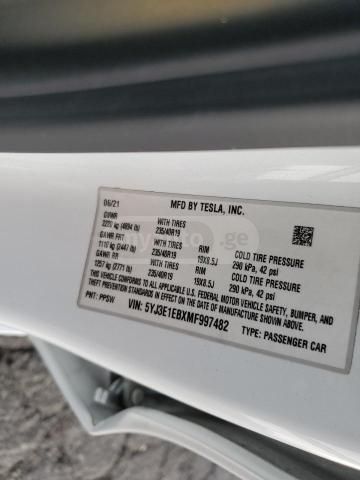 MFD BY TESLA, INC.
06/21
GVWR WITH TIRES
2220 kg (4894 lb) 235/40R19
GAWR FRT WITH TIRES RIM COLD TIRE PRESSURE
1110 kg (2447 lb) 235/40R19 19X8.5J 290 kPa, 42 psi
GAWR RR WITH TIRES RIM COLD TIRE PRESSURE
1257 kg (2771 lb) 235/40R19 19X8.5J 290 kPa, 42 psi
THIS VEHICLE CONFORMS TO ALL APPLICABLE U.S. FEDERAL MOTOR VEHICLE SAFETY, BUMPER, AND
THEFT PREVENTION STANDARDS IN EFFECT ON THE DATE OF MANUFACTURE SHOWN ABOVE.
PNT: PPSW VIN: 5YJ3E1EBXMF997482 TYPE: PASSENGER CAR
.ge